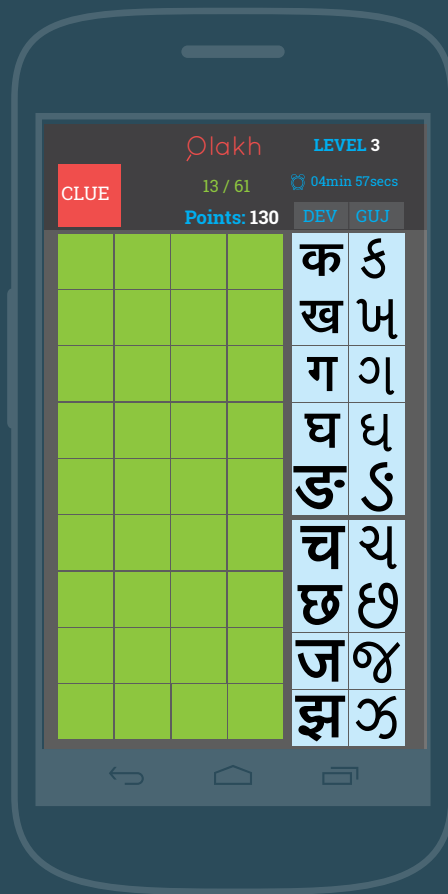 Olakh
LEVEL 3
CLUE
13 / 61
04min 57secs
Points: 130
DEV GUJ
क ક
ख ખ
ग ગ
घ ઘ
ङ ઙ
च ચ
छ છ
ज જ
झ ઝ